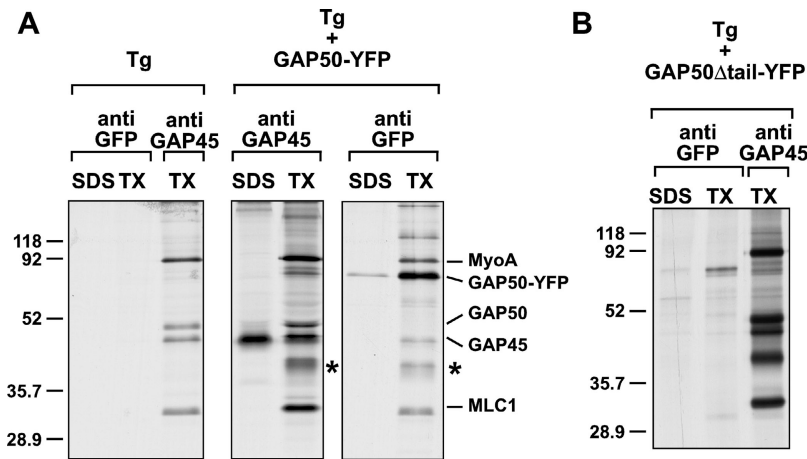 A
Tg
Tg
+
GAP50-YFP
anti
GFP
anti
GAP45
anti
GAP45
anti
GFP
SDS TX
TX
SDS TX
SDS TX
118
92
52
35.7
28.9
MyoA
GAP50-YFP
GAP50
GAP45
*
*
MLC1
B
Tg
+
GAP50Δtail-YFP
anti
GFP
anti
GAP45
SDS TX
TX
118
92
52
35.7
28.9